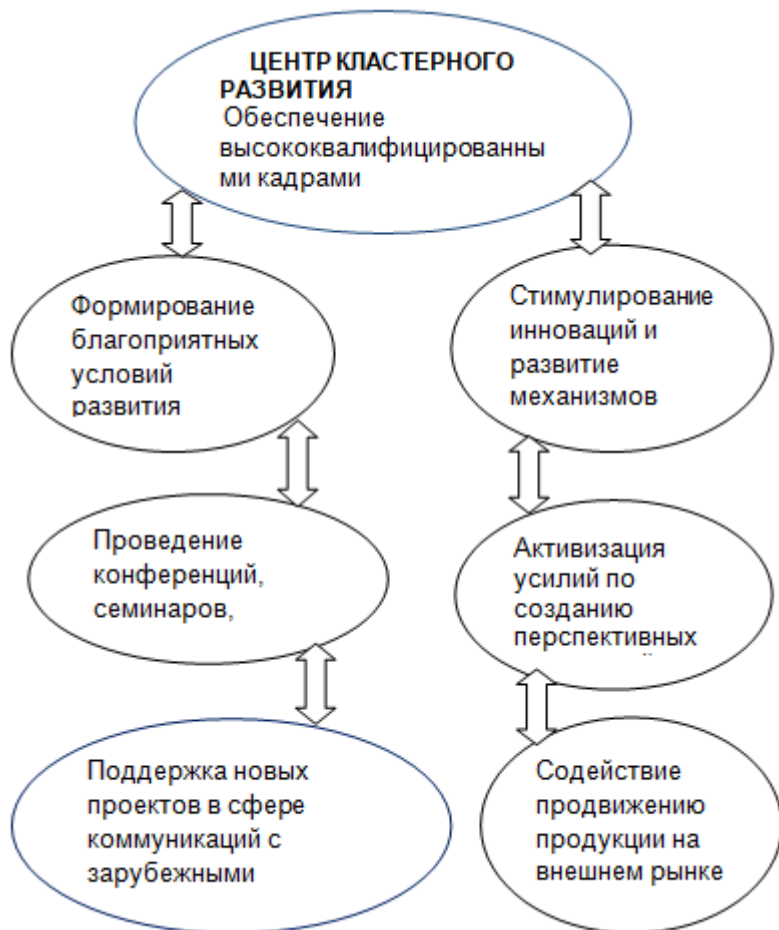 ЦЕНТР КЛАСТЕРНОГО
РАЗВИТИЯ
Обеспечение
высококвалифицированны
ми кадрами
Формирование
благоприятных
условий
развития
Стимулирование
инноваций и
развитие
механизмов
Проведение
конференций,
семинаров,
Активизация
усилий по
созданию
перспективных
Поддержка новых
проектов в сфере
коммуникаций с
зарубежными
Содействие
продвижению
продукции на
внешнем рынке